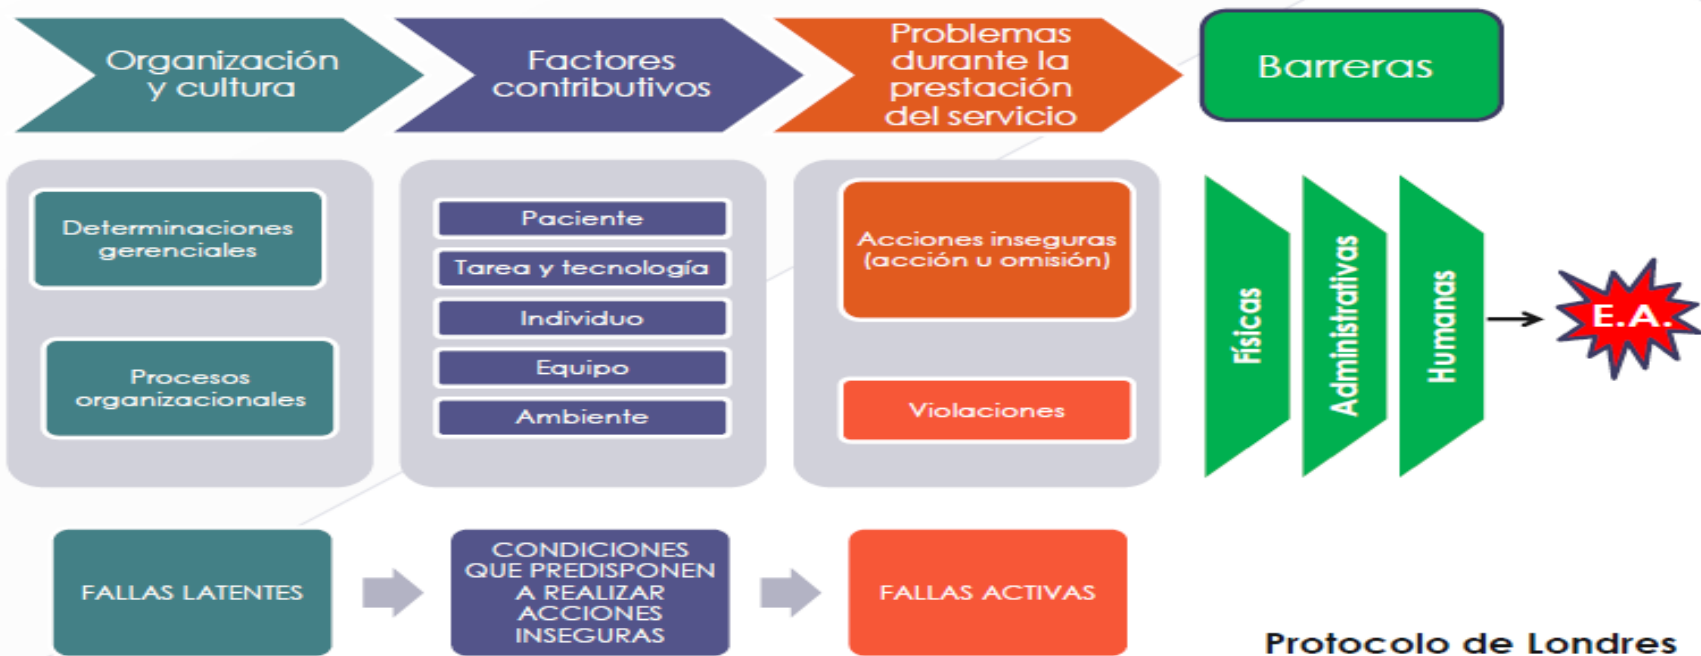 Organización
y cultura
Factores
contributivos
Problemas
durante la
prestación
del servicio
Barreras
Determinaciones
gerenciales
Procesos
organizacionales
Paciente
Tarea y tecnología
Individuo
Equipo
Ambiente
Acciones inseguras
(acción u omisión)
Violaciones
Físicas
Administrativas
Humanas
E.A.
FALLAS LATENTES
CONDICIONES
QUE PREDISPONEN
A REALIZAR
ACCIONES
INSEGURAS
FALLAS ACTIVAS
Protocolo de Londres